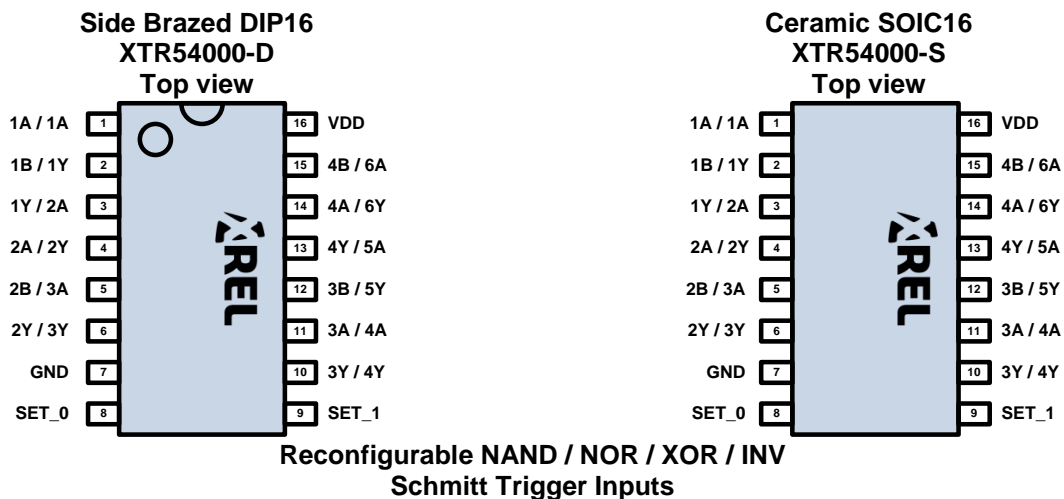 Side Brazed DIP16
XTR54000-D
Top view
1A / 1A 1 16 VDD
1B / 1Y 2 15 4B / 6A
1Y / 2A 3 14 4A / 6Y
2A / 2Y 4 13 4Y / 5A
2B / 3A 5 12 3B / 5Y
2Y / 3Y 6 11 3A / 4A
GND 7 10 3Y / 4Y
SET_0 8 9 SET_1
XREL
Ceramic SOIC16
XTR54000-S
Top view
1A / 1A 1 16 VDD
1B / 1Y 2 15 4B / 6A
1Y / 2A 3 14 4A / 6Y
2A / 2Y 4 13 4Y / 5A
2B / 3A 5 12 3B / 5Y
2Y / 3Y 6 11 3A / 4A
GND 7 10 3Y / 4Y
SET_0 8 9 SET_1
XREL
Reconfigurable NAND / NOR / XOR / INV
Schmitt Trigger Inputs